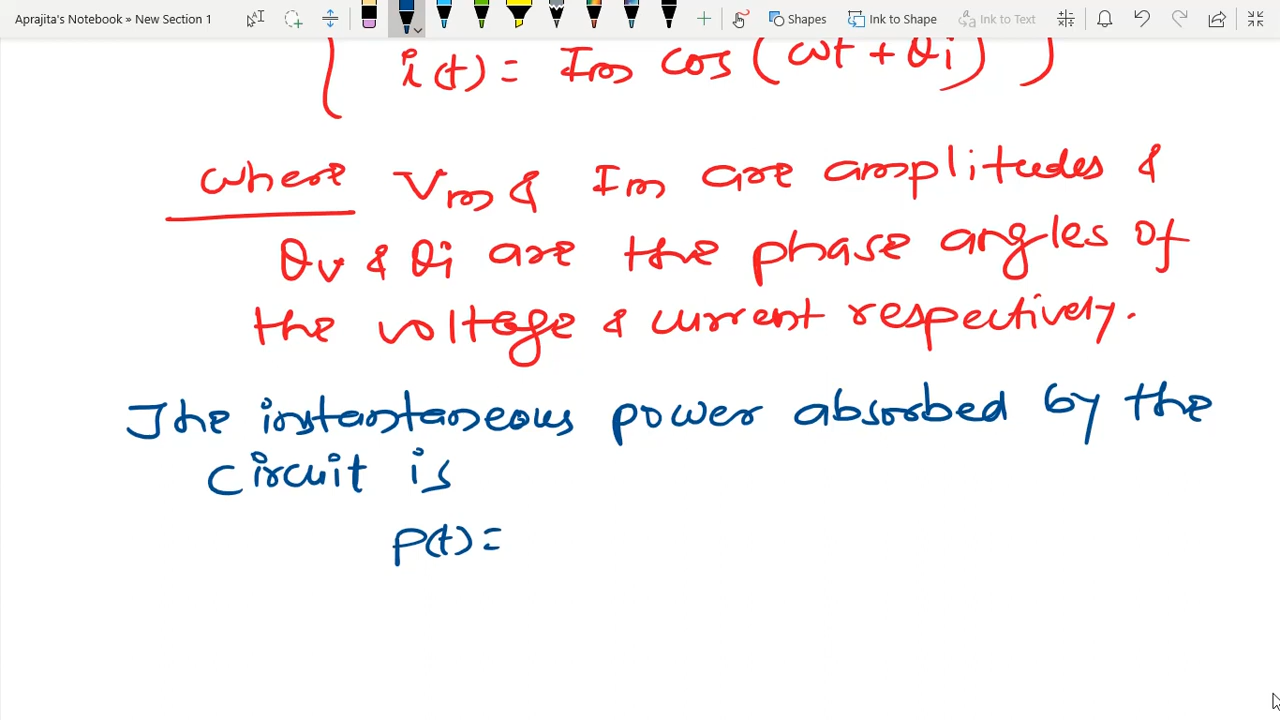 Aprajita's Notebook » New Section 1
Shapes
Ink to Shape
Ink to Text
i(t) = Im cos (ωt + θi)
where Vm & Im are amplitudes &
θv & θi are the phase angles of
the voltage & current respectively.
The instantaneous power absorbed by the
circuit is
p(t) =